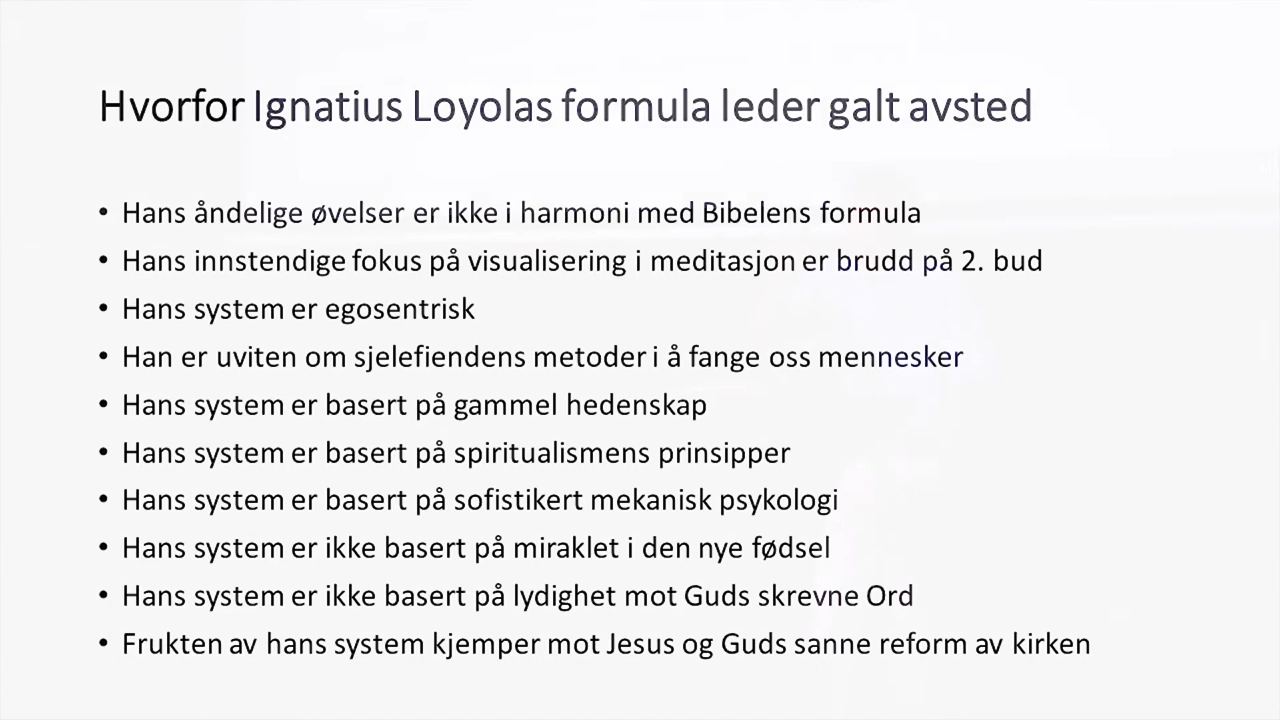 Hvorfor Ignatius Loyolas formula leder galt avsted
• Hans åndelige øvelser er ikke i harmoni med Bibelens formula
• Hans innstendige fokus på visualisering i meditasjon er brudd på 2. bud
• Hans system er egosentrisk
• Han er uviten om sjelefiendens metoder i å fange oss mennesker
• Hans system er basert på gammel hedenskap
• Hans system er basert på spiritualismens prinsipper
• Hans system er basert på sofistikert mekanisk psykologi
• Hans system er ikke basert på miraklet i den nye fødsel
• Hans system er ikke basert på lydighet mot Guds skrevne Ord
• Frukten av hans system kjemper mot Jesus og Guds sanne reform av kirken